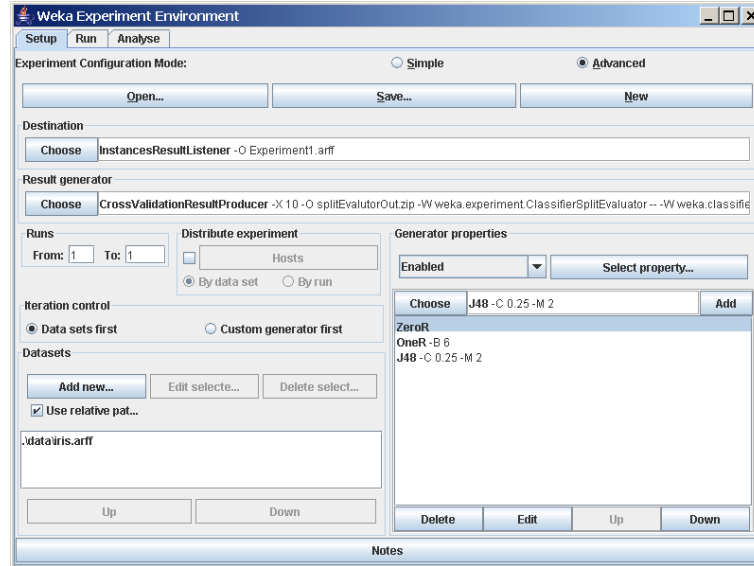 Weka Experiment Environment
Setup Run Analyse
Experiment Configuration Mode: Simple Advanced
Open... Save... New
Destination
Choose InstancesResultListener -O Experiment1.arff
Result generator
Choose CrossValidationResultProducer -X 10 -O splitEvalutorOut.zip -W weka.experiment.ClassifierSplitEvaluator -- -W weka.classifie
Runs
From: 1 To: 1
Distribute experiment
Hosts
By data set By run
Generator properties
Enabled Select property...
Choose J48 -C 0.25 -M 2 Add
ZeroR
OneR -B 6
J48 -C 0.25 -M 2
Delete Edit Up Down
Iteration control
Data sets first Custom generator first
Datasets
Add new... Edit selecte... Delete select...
Use relative pat...
.\data\iris.arff
Up Down
Notes